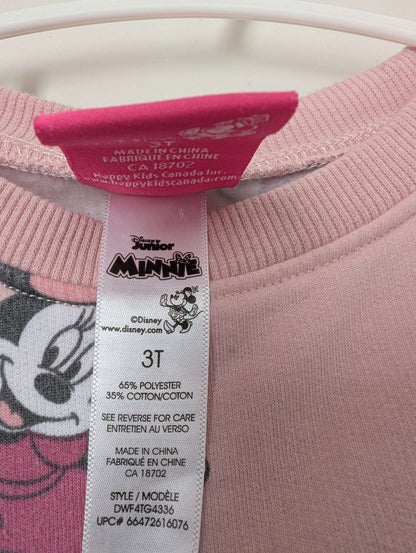 3T
MADE IN CHINA
FABRIQUÉ EN CHINE
CA 18702
Happy Kids Canada Inc.
www.happykidscanada.com
Disney
Junior
MINNIE
©Disney
www.disney.com
3T
65% POLYESTER
35% COTTON/COTON
SEE REVERSE FOR CARE
ENTRETIEN AU VERSO
MADE IN CHINA
FABRIQUÉ EN CHINE
CA 18702
STYLE / MODÈLE
DWF4TG4336
UPC# 66472616076